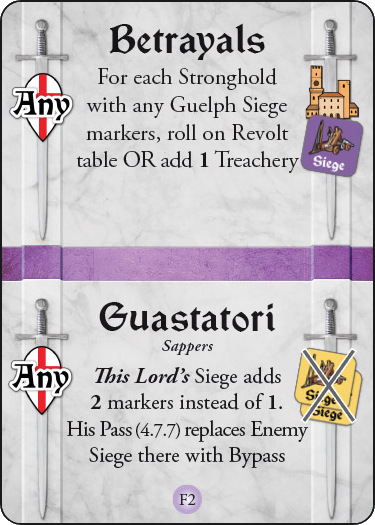 Betrayals
Any
For each Stronghold
with any Guelph Siege
markers, roll on Revolt
table OR add 1 Treachery
Siege
Guastatori
Sappers
Any
This Lord's Siege adds
2 markers instead of 1.
His Pass (4.7.7) replaces Enemy
Siege there with Bypass
Siege
Siege
F2